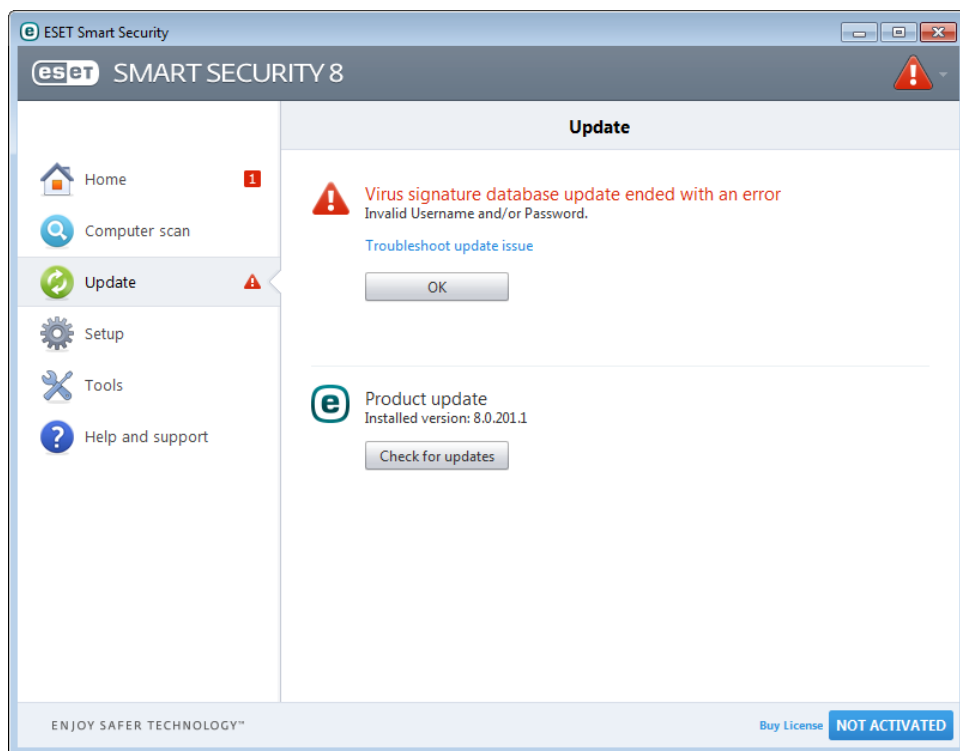 ESET Smart Security
eset SMART SECURITY 8
Update
Home 1
Computer scan
Update
Setup
Tools
Help and support
Virus signature database update ended with an error
Invalid Username and/or Password.
Troubleshoot update issue
OK
e Product update
Installed version: 8.0.201.1
Check for updates
ENJOY SAFER TECHNOLOGY™
Buy License NOT ACTIVATED